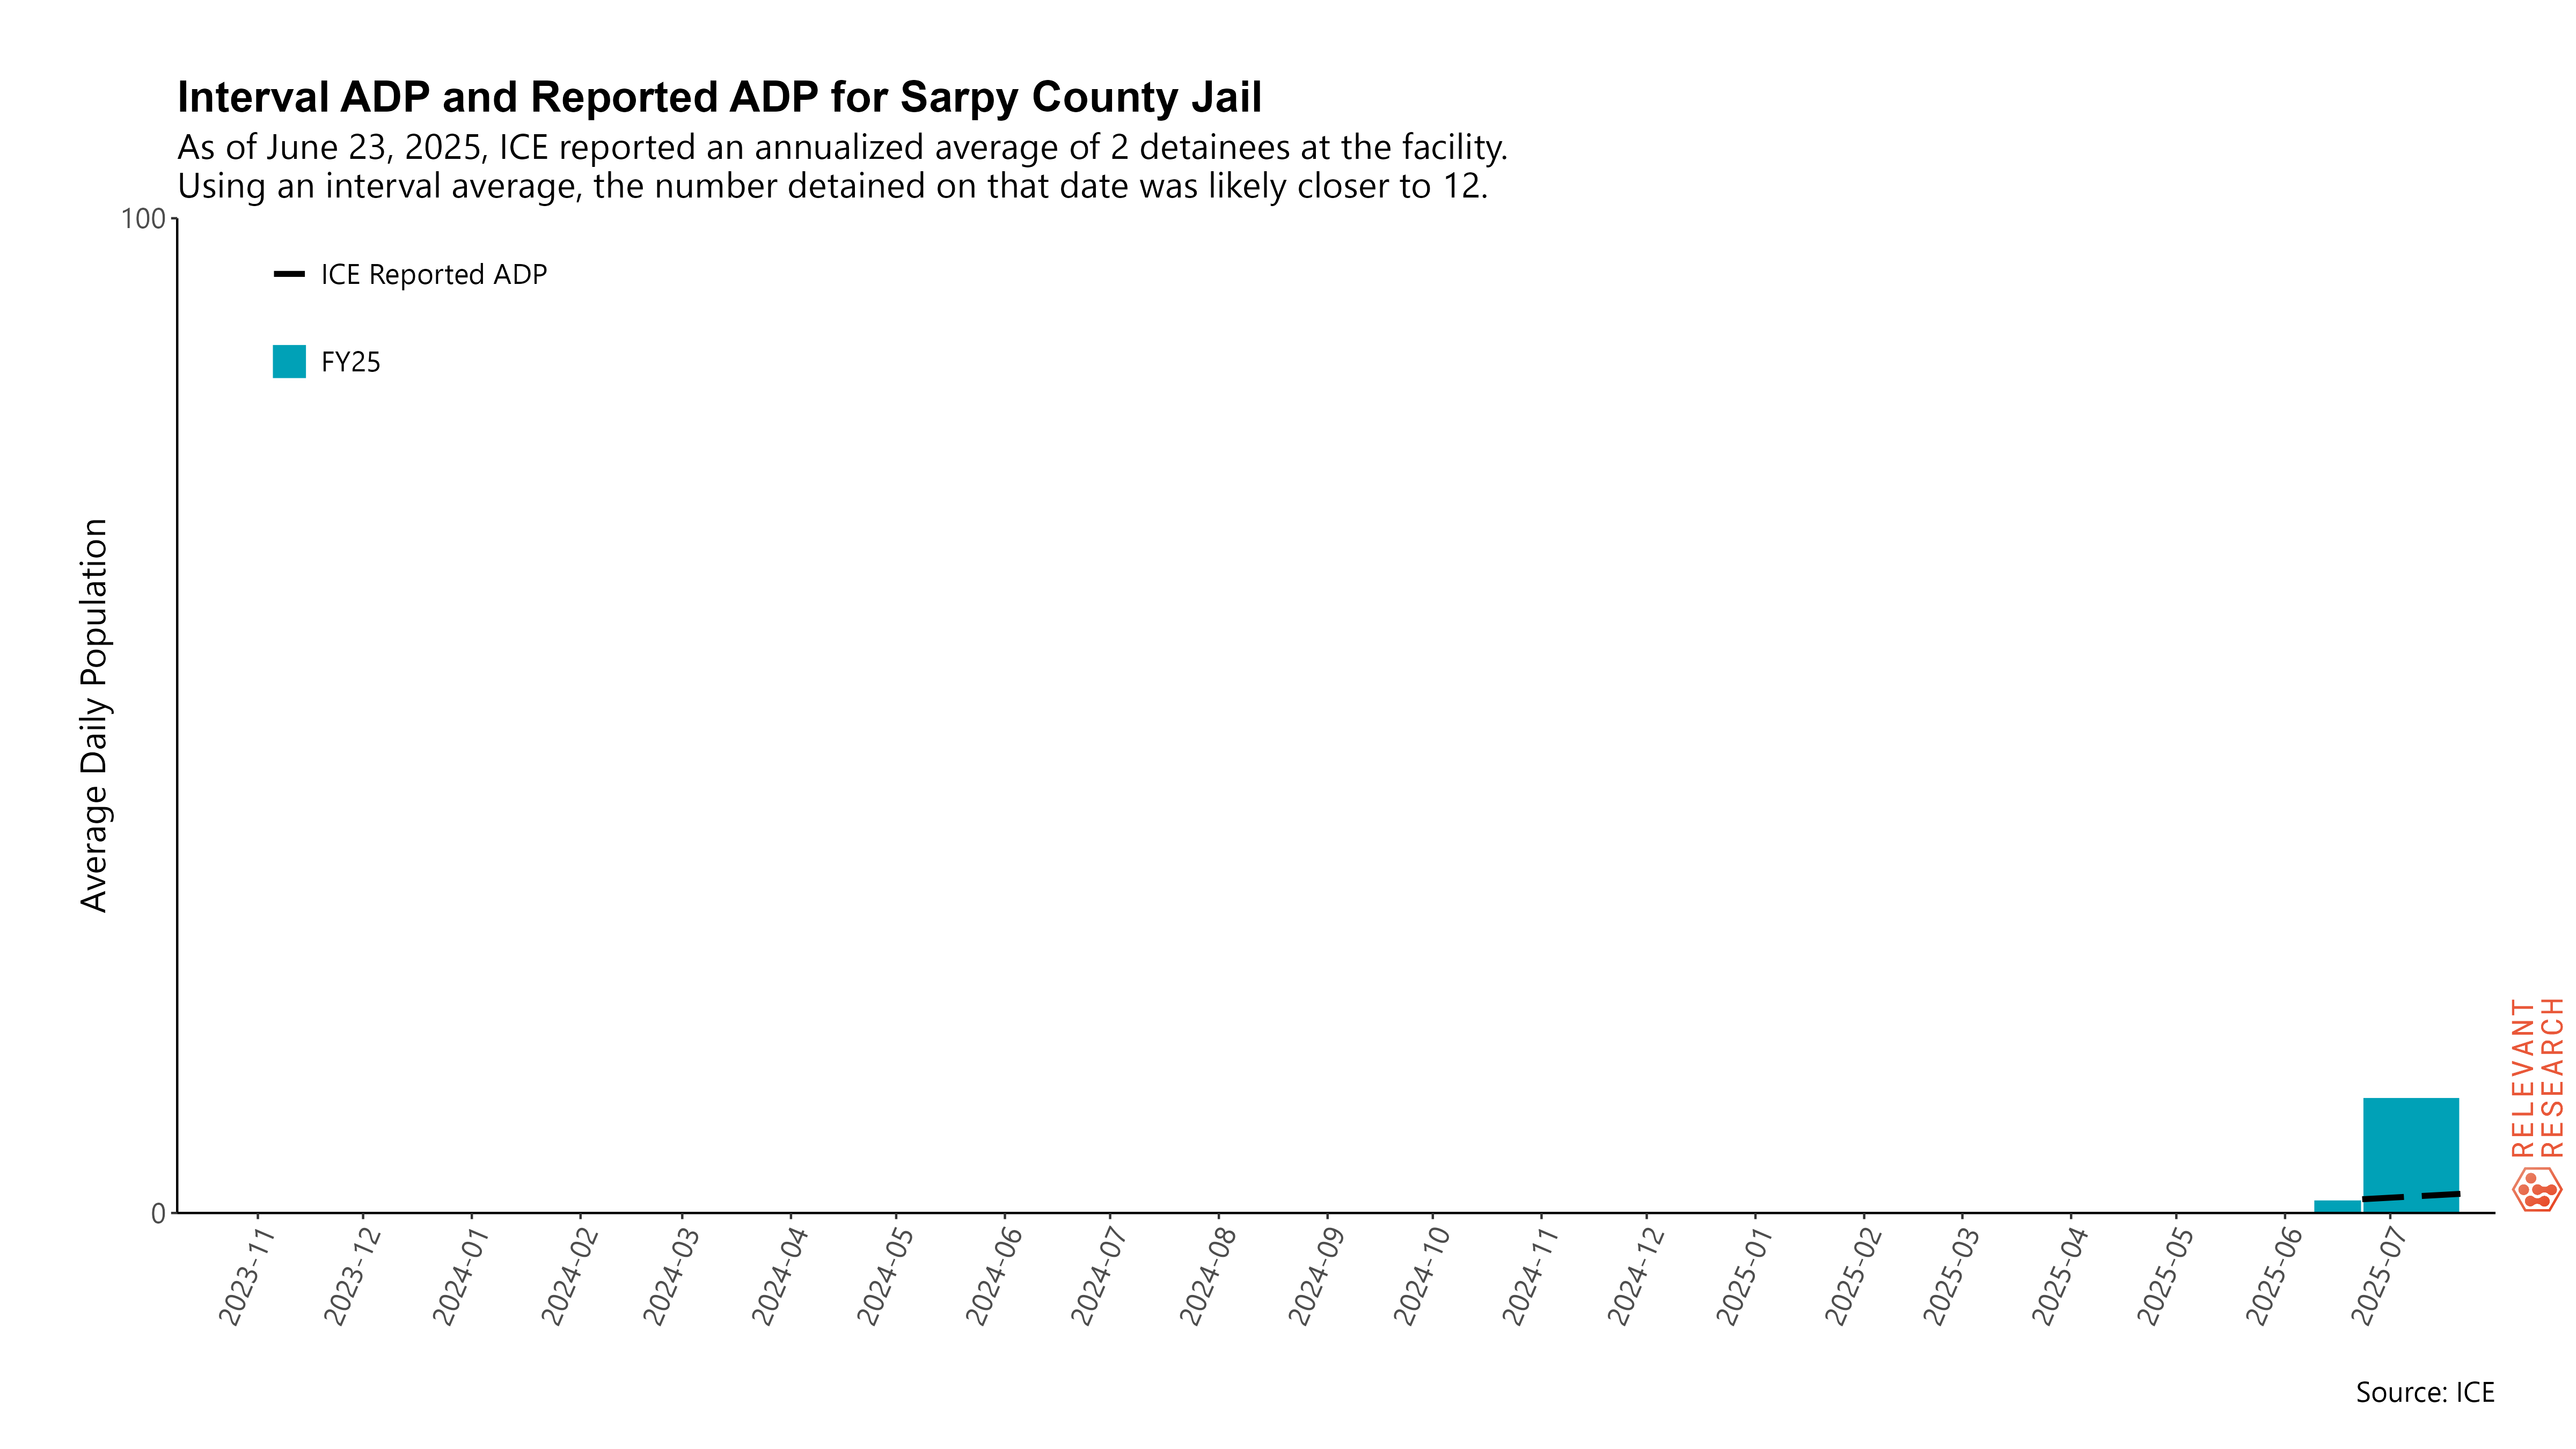 Interval ADP and Reported ADP for Sarpy County Jail
As of June 23, 2025, ICE reported an annualized average of 2 detainees at the facility.
Using an interval average, the number detained on that date was likely closer to 12.
100
ICE Reported ADP
FY25
Average Daily Population
0
2023-11
2023-12
2024-01
2024-02
2024-03
2024-04
2024-05
2024-06
2024-07
2024-08
2024-09
2024-10
2024-11
2024-12
2025-01
2025-02
2025-03
2025-04
2025-05
2025-06
2025-07
RELEVANT
RESEARCH
Source: ICE